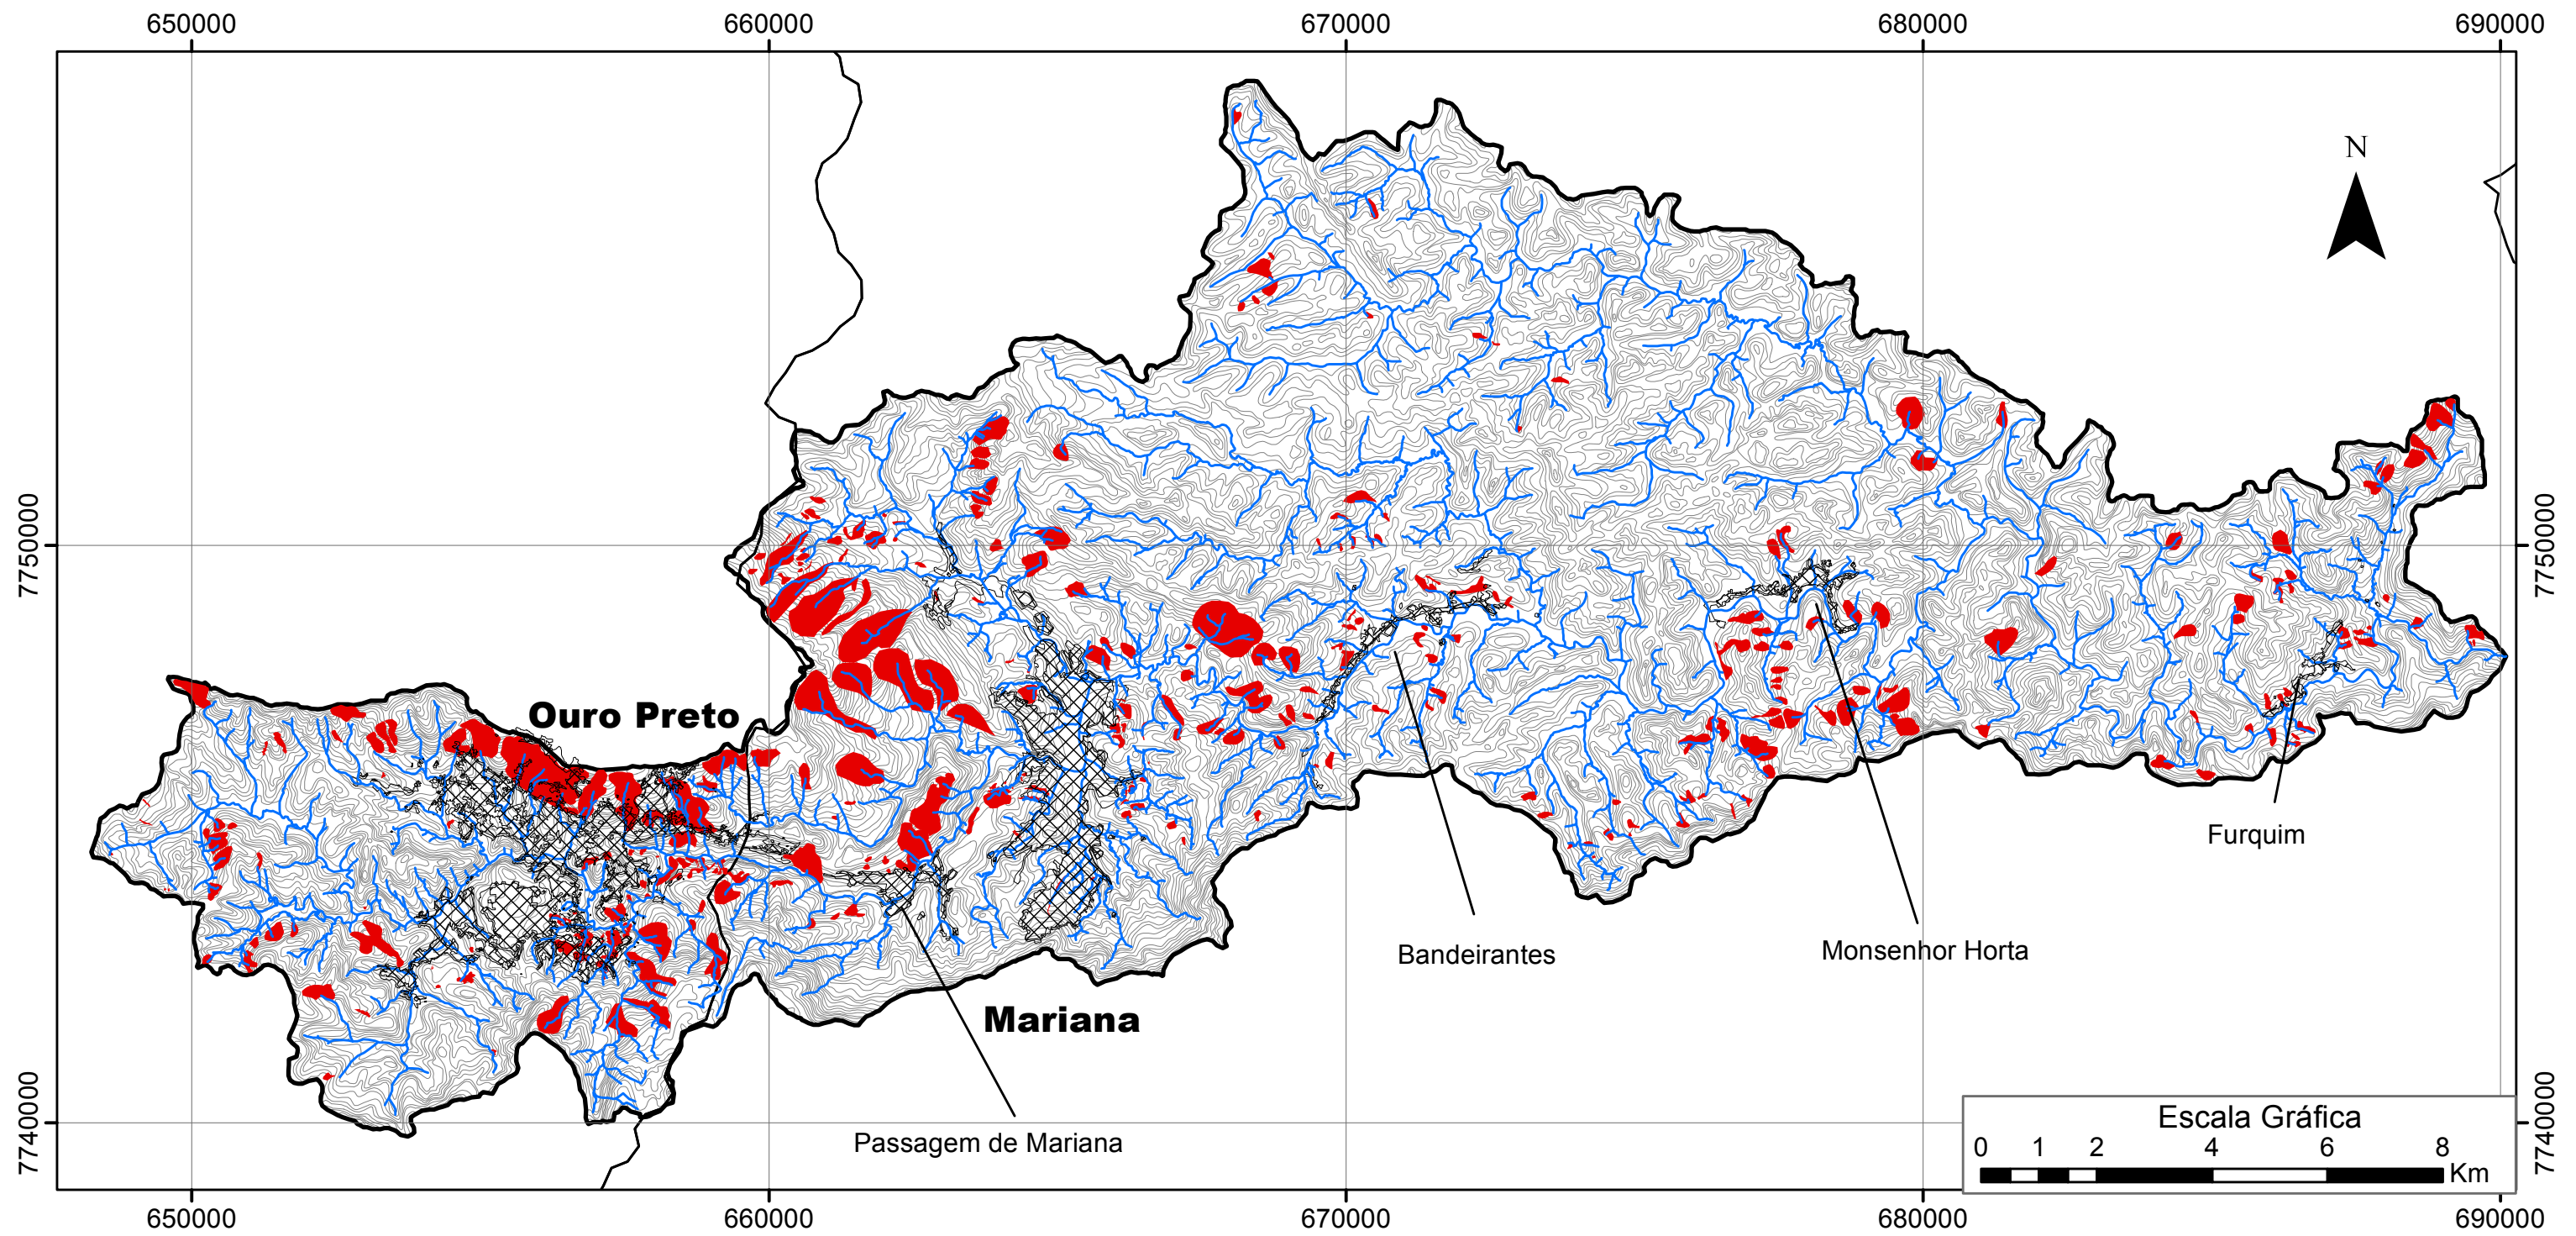 650000 660000 670000 680000 690000
N
7750000 7750000
Ouro Preto
Furquim
Bandeirantes
Monsenhor Horta
Mariana
Passagem de Mariana
7740000 7740000
Escala Gráfica
0 1 2 4 6 8
Km
650000 660000 670000 680000 690000